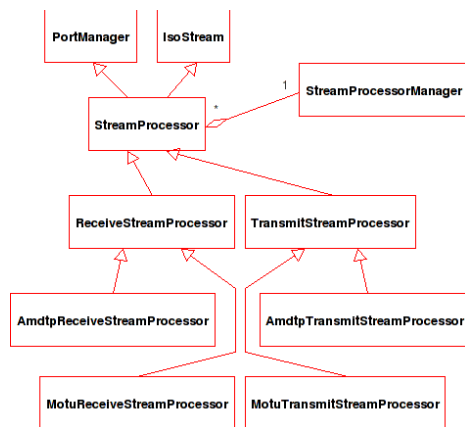 PortManager
IsoStream
1
StreamProcessorManager
*
StreamProcessor
ReceiveStreamProcessor
TransmitStreamProcessor
AmdtpReceiveStreamProcessor
AmdtpTransmitStreamProcessor
MotuReceiveStreamProcessor
MotuTransmitStreamProcessor